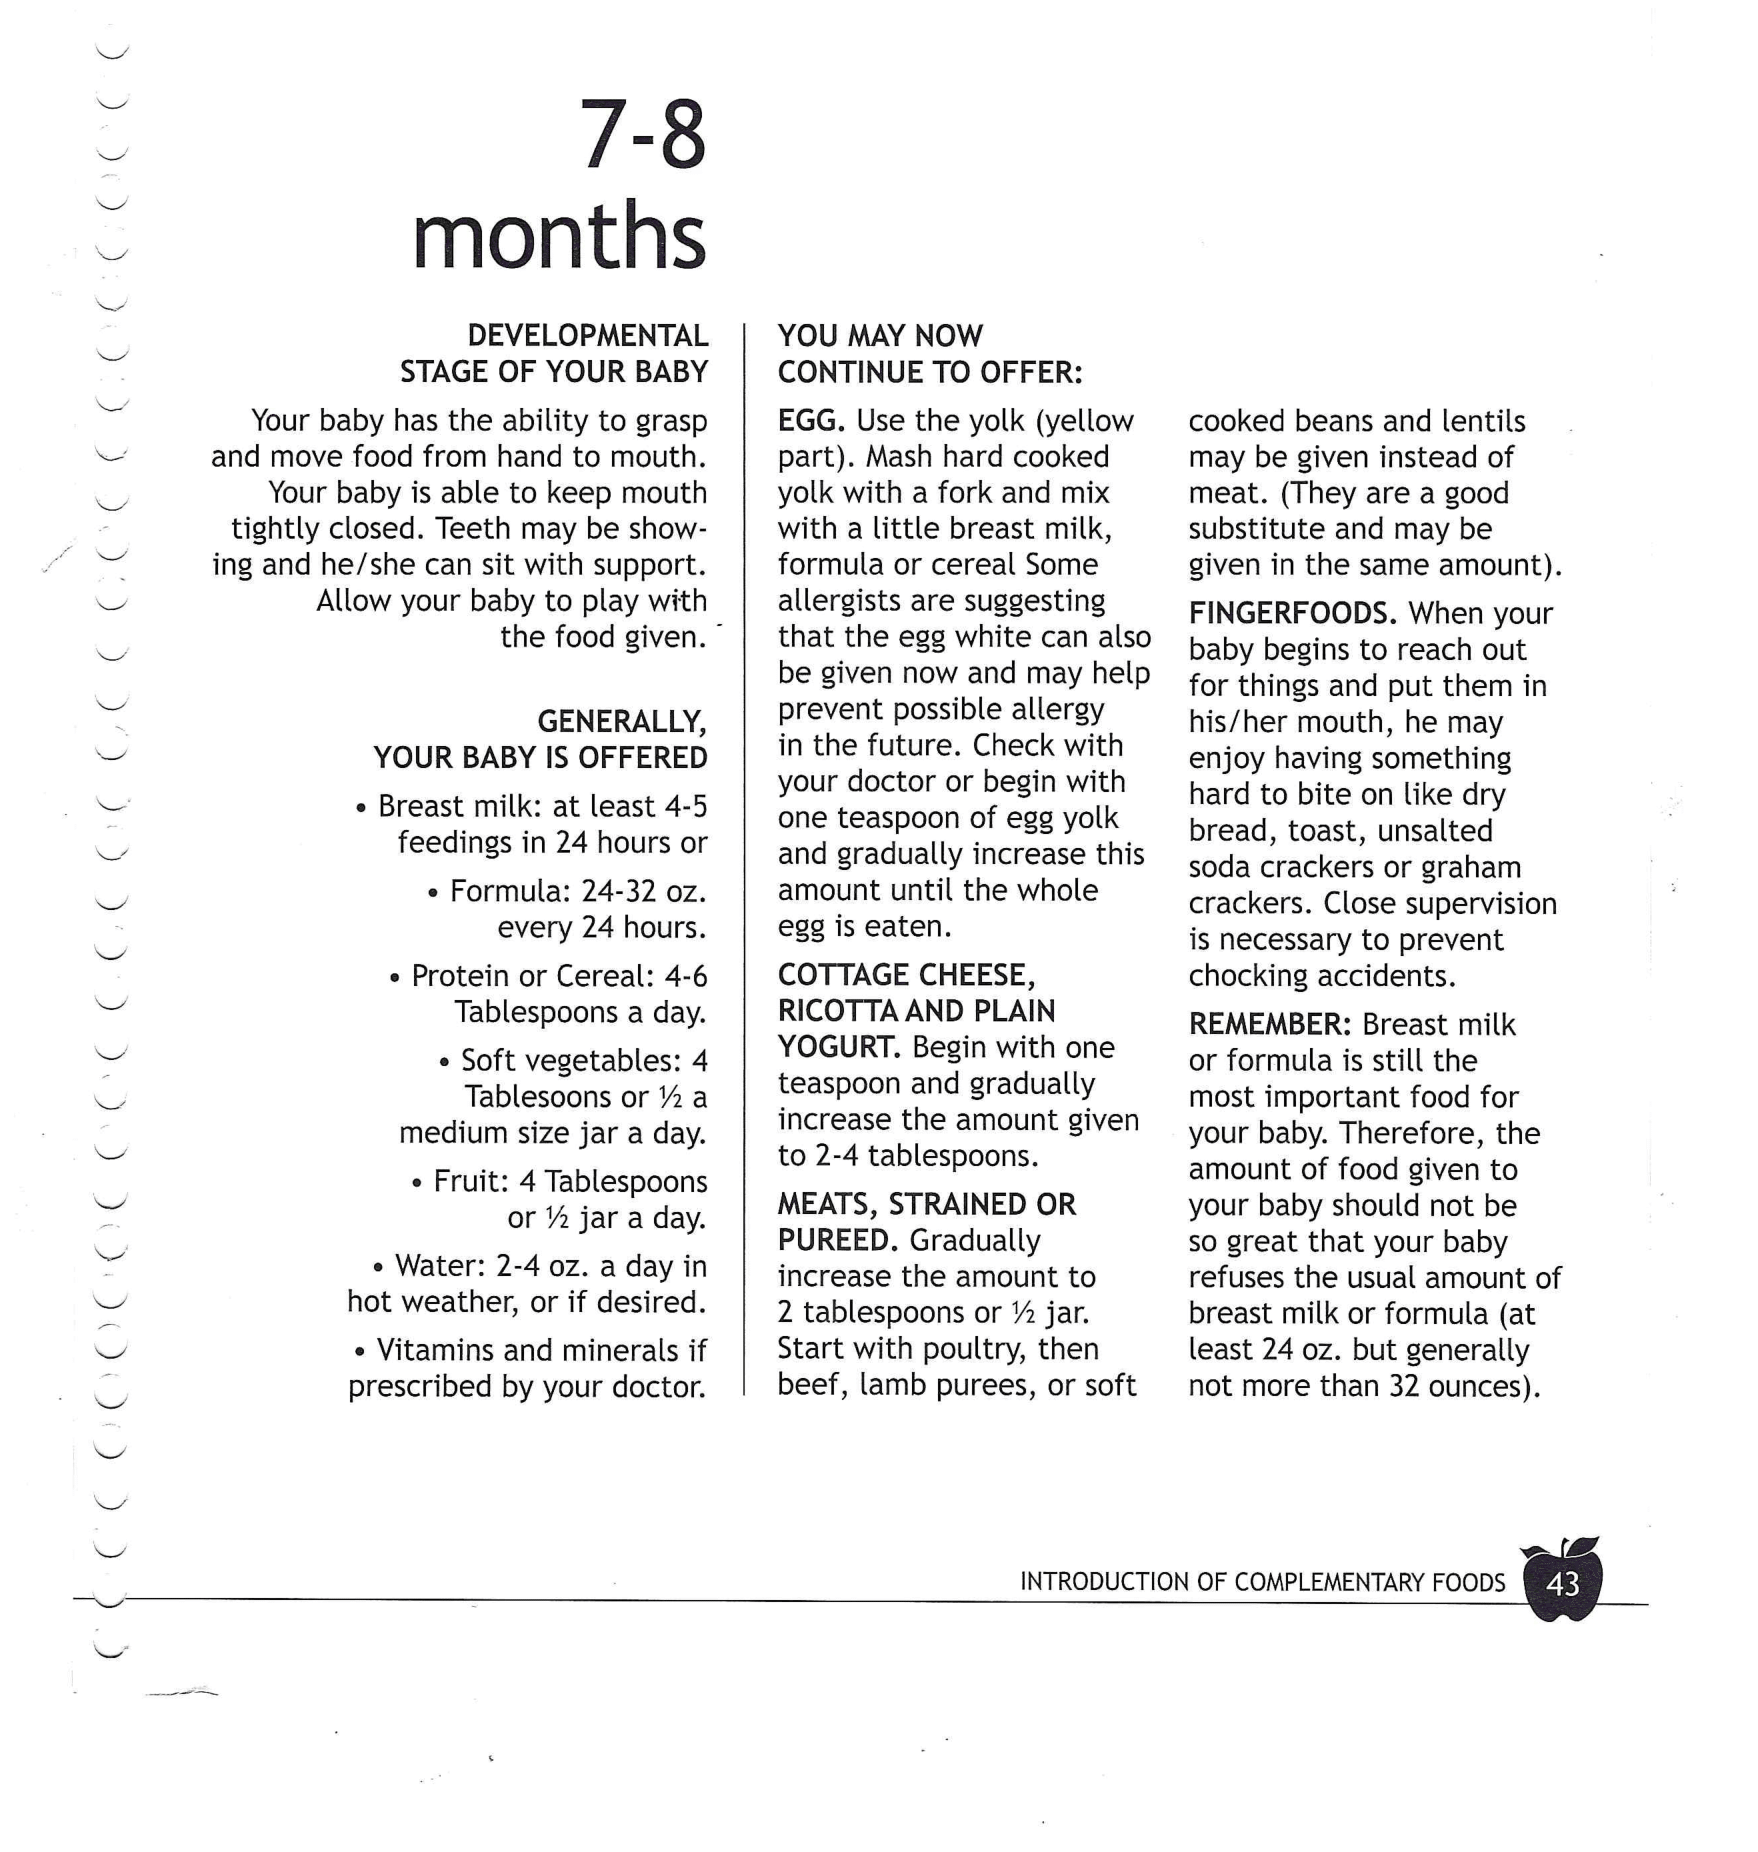 7-8
months
DEVELOPMENTAL
STAGE OF YOUR BABY
Your baby has the ability to grasp
and move food from hand to mouth.
Your baby is able to keep mouth
tightly closed. Teeth may be show-
ing and he/she can sit with support.
Allow your baby to play with
the food given.
GENERALLY,
YOUR BABY IS OFFERED
• Breast milk: at least 4-5
feedings in 24 hours or
• Formula: 24-32 oz.
every 24 hours.
• Protein or Cereal: 4-6
Tablespoons a day.
• Soft vegetables: 4
Tablesoons or ½ a
medium size jar a day.
• Fruit: 4 Tablespoons
or ½ jar a day.
• Water: 2-4 oz. a day in
hot weather, or if desired.
• Vitamins and minerals if
prescribed by your doctor.
YOU MAY NOW
CONTINUE TO OFFER:
EGG. Use the yolk (yellow
part). Mash hard cooked
yolk with a fork and mix
with a little breast milk,
formula or cereal Some
allergists are suggesting
that the egg white can also
be given now and may help
prevent possible allergy
in the future. Check with
your doctor or begin with
one teaspoon of egg yolk
and gradually increase this
amount until the whole
egg is eaten.
COTTAGE CHEESE,
RICOTTA AND PLAIN
YOGURT. Begin with one
teaspoon and gradually
increase the amount given
to 2-4 tablespoons.
MEATS, STRAINED OR
PUREED. Gradually
increase the amount to
2 tablespoons or ½ jar.
Start with poultry, then
beef, lamb purees, or soft
cooked beans and lentils
may be given instead of
meat. (They are a good
substitute and may be
given in the same amount).
FINGERFOODS. When your
baby begins to reach out
for things and put them in
his/her mouth, he may
enjoy having something
hard to bite on like dry
bread, toast, unsalted
soda crackers or graham
crackers. Close supervision
is necessary to prevent
chocking accidents.
REMEMBER: Breast milk
or formula is still the
most important food for
your baby. Therefore, the
amount of food given to
your baby should not be
so great that your baby
refuses the usual amount of
breast milk or formula (at
least 24 oz. but generally
not more than 32 ounces).
INTRODUCTION OF COMPLEMENTARY FOODS 43